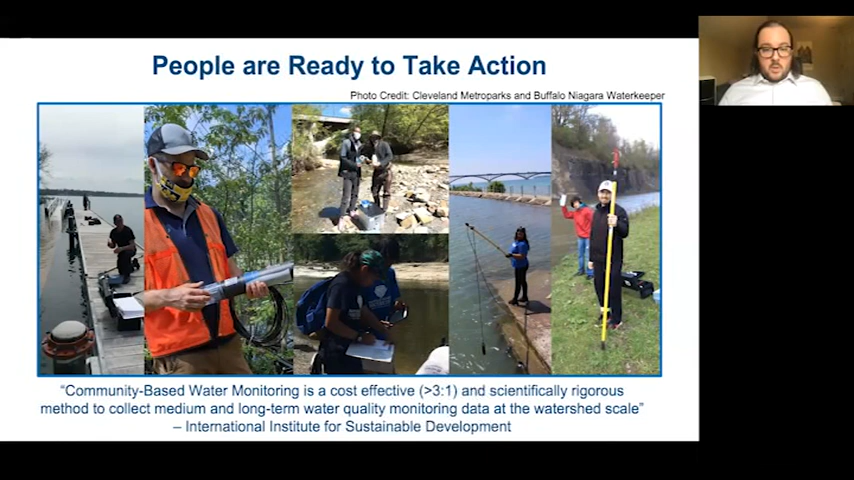 People are Ready to Take Action
Photo Credit: Cleveland Metroparks and Buffalo Niagara Waterkeeper
“Community-Based Water Monitoring is a cost effective (>3:1) and scientifically rigorous
method to collect medium and long-term water quality monitoring data at the watershed scale”
– International Institute for Sustainable Development